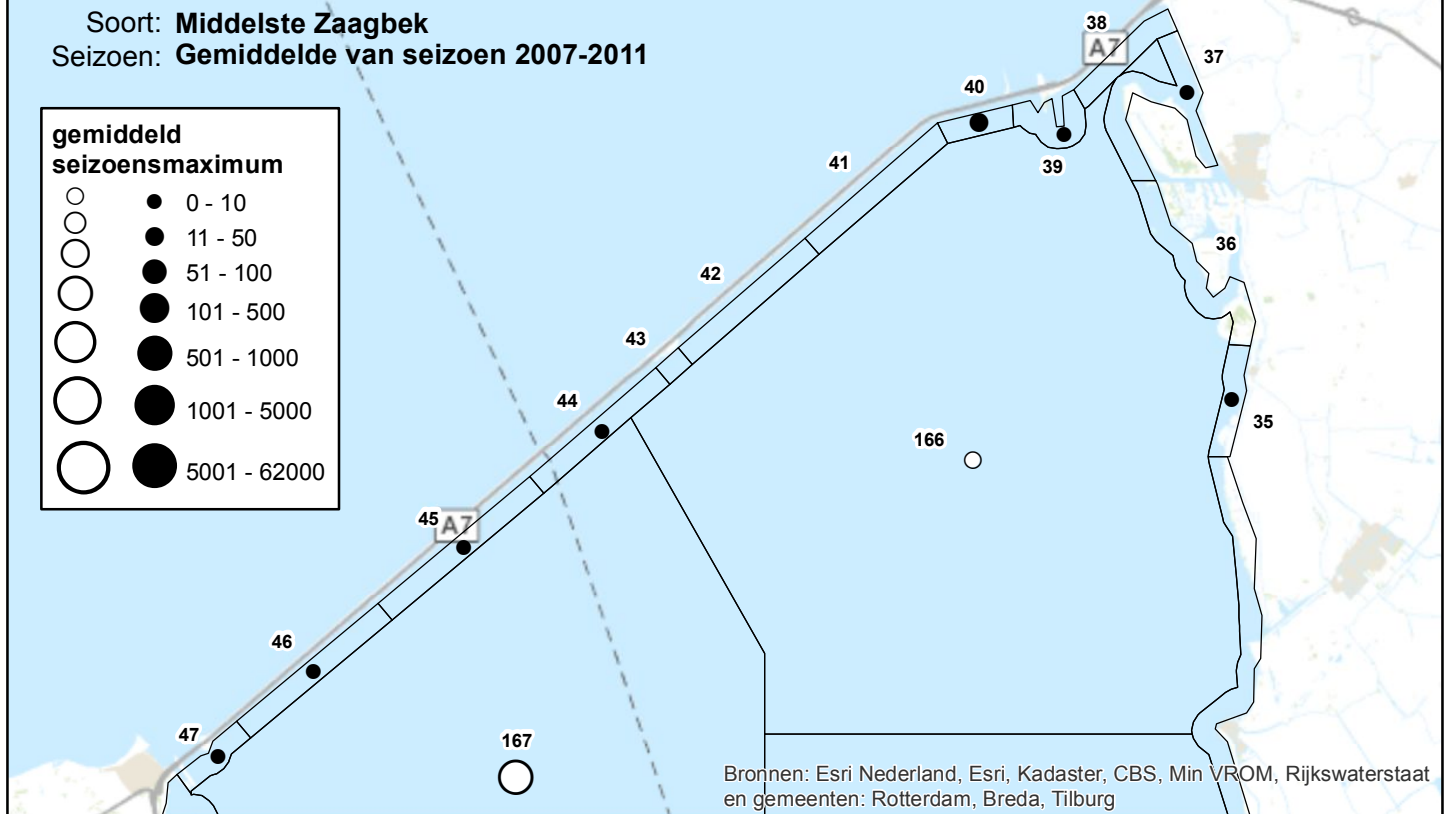 Soort: Middelste Zaagbek
Seizoen: Gemiddelde van seizoen 2007-2011
gemiddeld
seizoensmaximum
0 - 10
11 - 50
51 - 100
101 - 500
501 - 1000
1001 - 5000
5001 - 62000
38
A7
37
40
39
41
36
42
43
44
35
166
45
A7
46
47
167
Bronnen: Esri Nederland, Esri, Kadaster, CBS, Min VROM, Rijkswaterstaat
en gemeenten: Rotterdam, Breda, Tilburg